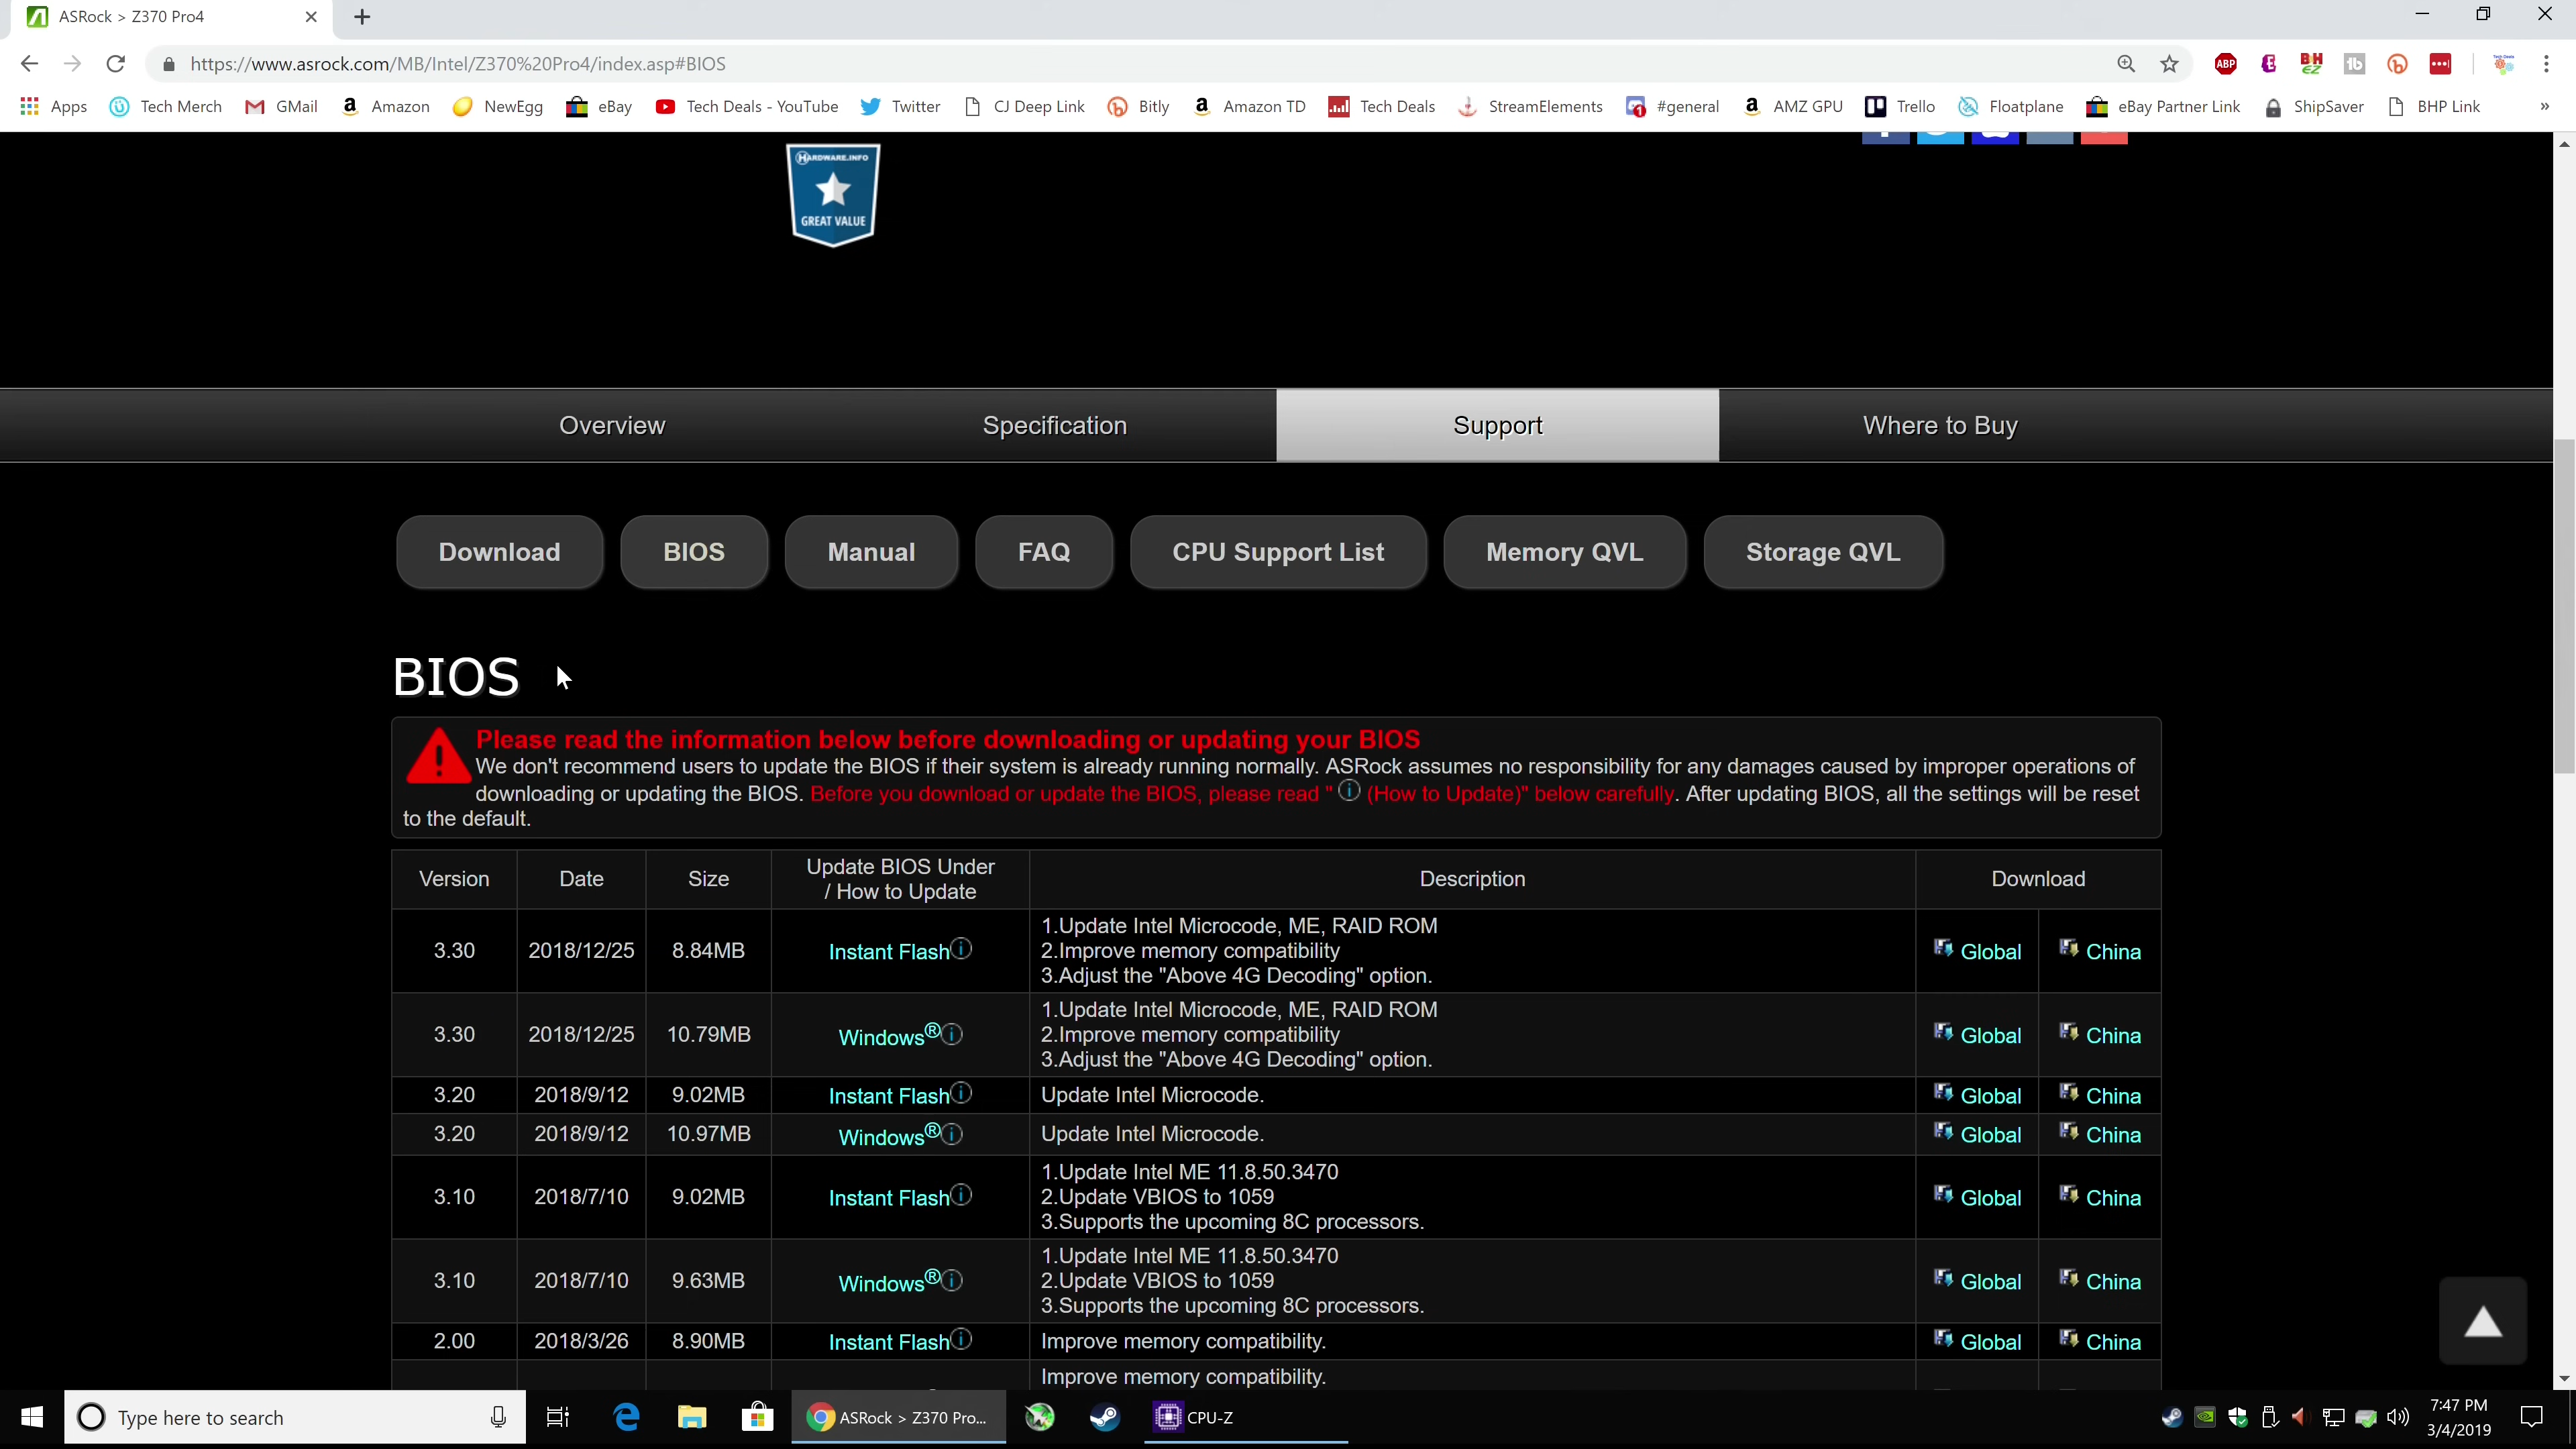 ASRock > Z370 Pro4
https://www.asrock.com/MB/Intel/Z370%20Pro4/index.asp#BIOS
Apps Tech Merch GMail Amazon NewEgg eBay Tech Deals - YouTube Twitter CJ Deep Link Bitly Amazon TD Tech Deals StreamElements #general AMZ GPU Trello Floatplane eBay Partner Link ShipSaver BHP Link »
HARDWARE.INFO
GREAT VALUE
Overview Specification Support Where to Buy
Download BIOS Manual FAQ CPU Support List Memory QVL Storage QVL
BIOS
Please read the information below before downloading or updating your BIOS
We don't recommend users to update the BIOS if their system is already running normally. ASRock assumes no responsibility for any damages caused by improper operations of
downloading or updating the BIOS. Before you download or update the BIOS, please read " (How to Update)" below carefully. After updating BIOS, all the settings will be reset
to the default.
Version Date Size Update BIOS Under / How to Update Description Download
3.30 2018/12/25 8.84MB Instant Flash 1.Update Intel Microcode, ME, RAID ROM
2.Improve memory compatibility
3.Adjust the "Above 4G Decoding" option. Global China
3.30 2018/12/25 10.79MB Windows® 1.Update Intel Microcode, ME, RAID ROM
2.Improve memory compatibility
3.Adjust the "Above 4G Decoding" option. Global China
3.20 2018/9/12 9.02MB Instant Flash Update Intel Microcode. Global China
3.20 2018/9/12 10.97MB Windows® Update Intel Microcode. Global China
3.10 2018/7/10 9.02MB Instant Flash 1.Update Intel ME 11.8.50.3470
2.Update VBIOS to 1059
3.Supports the upcoming 8C processors. Global China
3.10 2018/7/10 9.63MB Windows® 1.Update Intel ME 11.8.50.3470
2.Update VBIOS to 1059
3.Supports the upcoming 8C processors. Global China
2.00 2018/3/26 8.90MB Instant Flash Improve memory compatibility. Global China
Improve memory compatibility.
Type here to search ASRock > Z370 Pro... CPU-Z 7:47 PM
3/4/2019